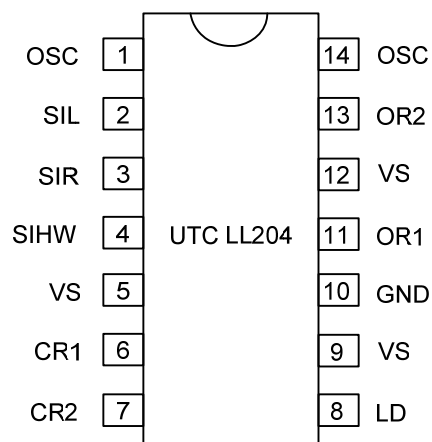 OSC 1 14 OSC
SIL 2 13 OR2
SIR 3 12 VS
SIHW 4 UTC LL204 11 OR1
VS 5 10 GND
CR1 6 9 VS
CR2 7 8 LD